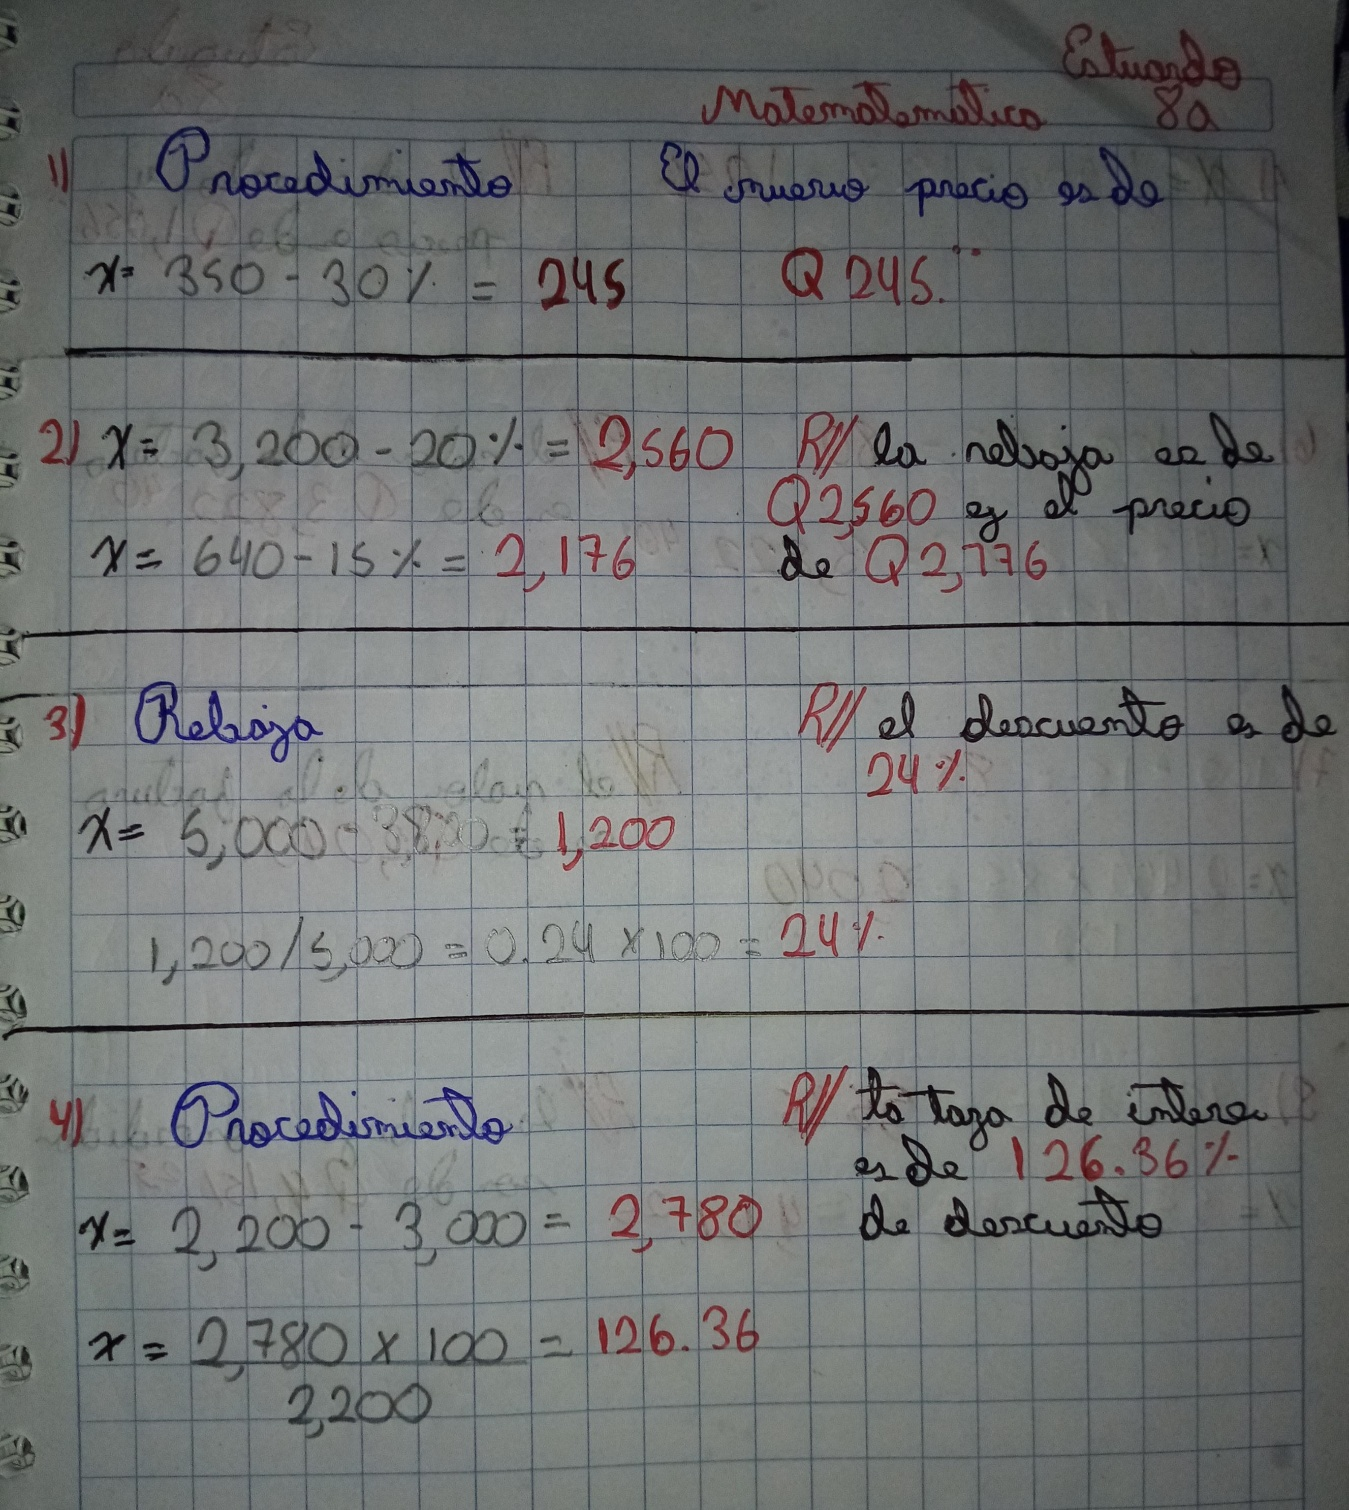 Estuardo
Matematemática 8a
1) Procedimiento El nuevo precio es de
x= 350 - 30% = 245 Q 245.
2) x= 3,200 - 20% = 2,560 R// la rebaja es de
Q2,560 es el precio
x= 640 - 15% = 2,176 de Q2,176
3) Rebaja R// el descuento es de
24%
x= 5,000 - 3,800 = 1,200
1,200/5,000 = 0.24 x 100 = 24%
4) Procedimiento R// la taza de interes
es de 126.36%
x= 2,200 - 3,000 = 2,780 de descuento
x= 2,780 x 100 = 126.36
2,200